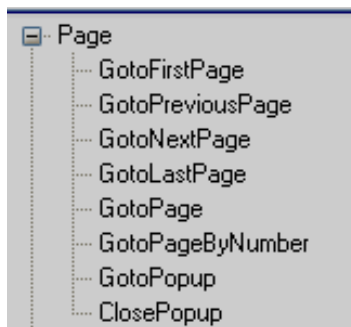 Page
GotoFirstPage
GotoPreviousPage
GotoNextPage
GotoLastPage
GotoPage
GotoPageByNumber
GotoPopup
ClosePopup